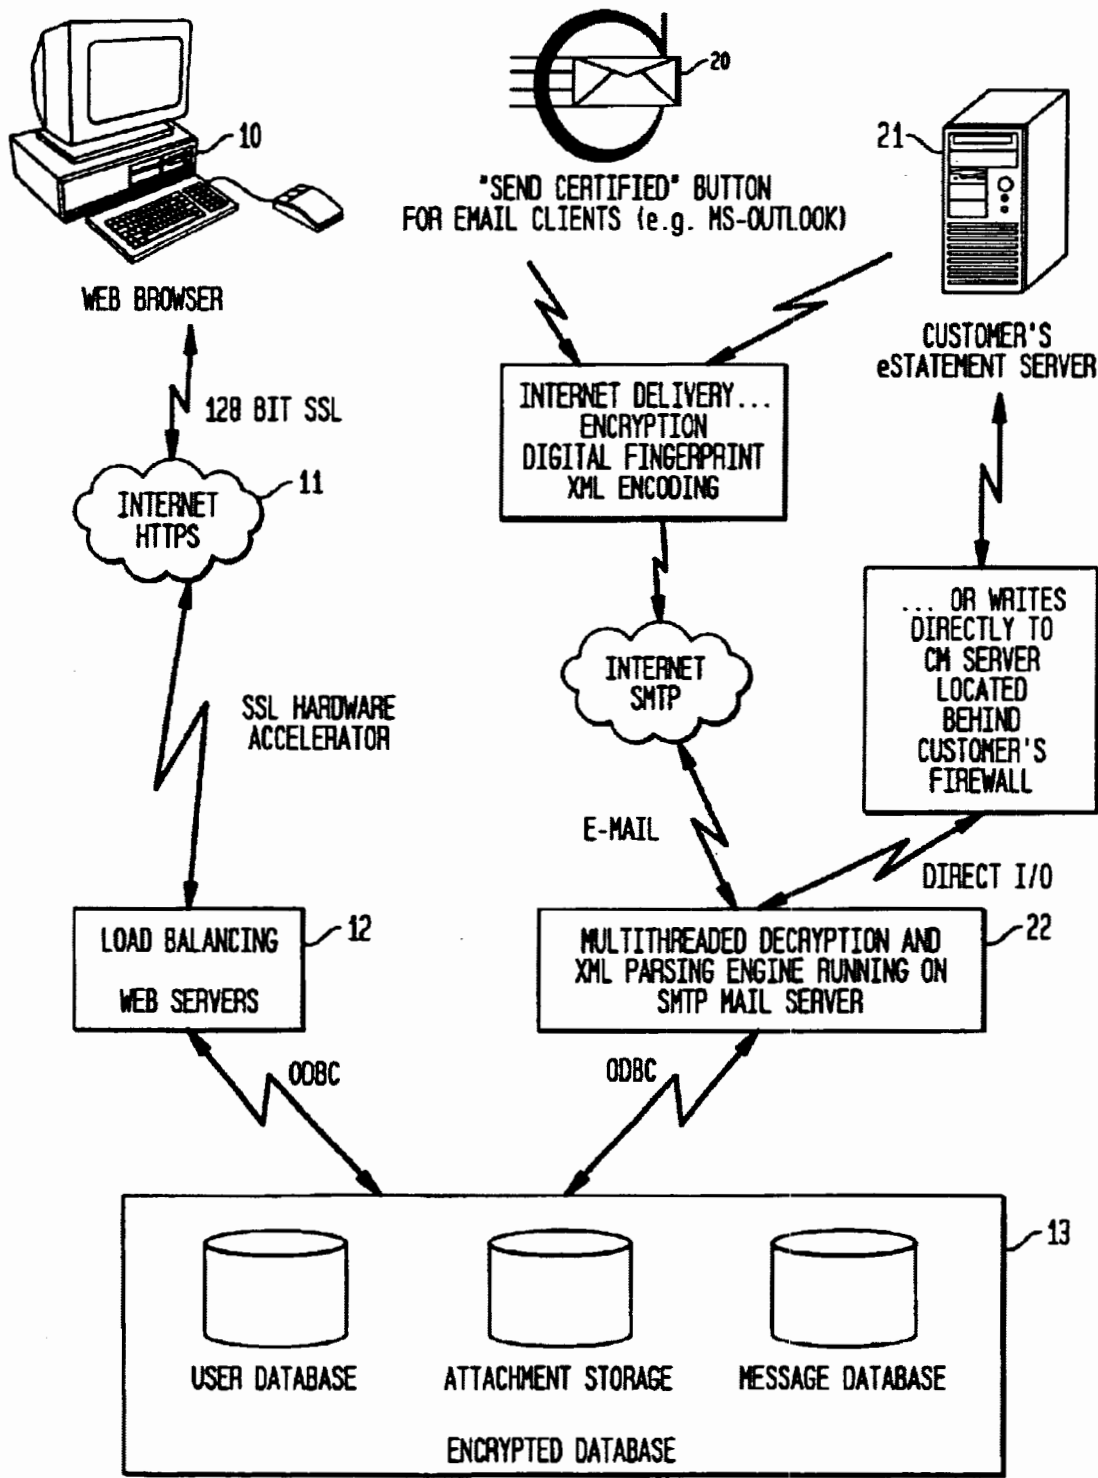 20
10
21
"SEND CERTIFIED" BUTTON
FOR EMAIL CLIENTS (e.g. MS-OUTLOOK)
WEB BROWSER
CUSTOMER'S
eSTATEMENT SERVER
128 BIT SSL
INTERNET DELIVERY...
ENCRYPTION
DIGITAL FINGERPRINT
XML ENCODING
INTERNET
HTTPS
11
... OR WRITES
DIRECTLY TO
CM SERVER
LOCATED
BEHIND
CUSTOMER'S
FIREWALL
INTERNET
SMTP
SSL HARDWARE
ACCELERATOR
E-MAIL
DIRECT I/O
LOAD BALANCING
WEB SERVERS
12
MULTITHREADED DECRYPTION AND
XML PARSING ENGINE RUNNING ON
SMTP MAIL SERVER
22
ODBC
ODBC
13
USER DATABASE
ATTACHMENT STORAGE
MESSAGE DATABASE
ENCRYPTED DATABASE